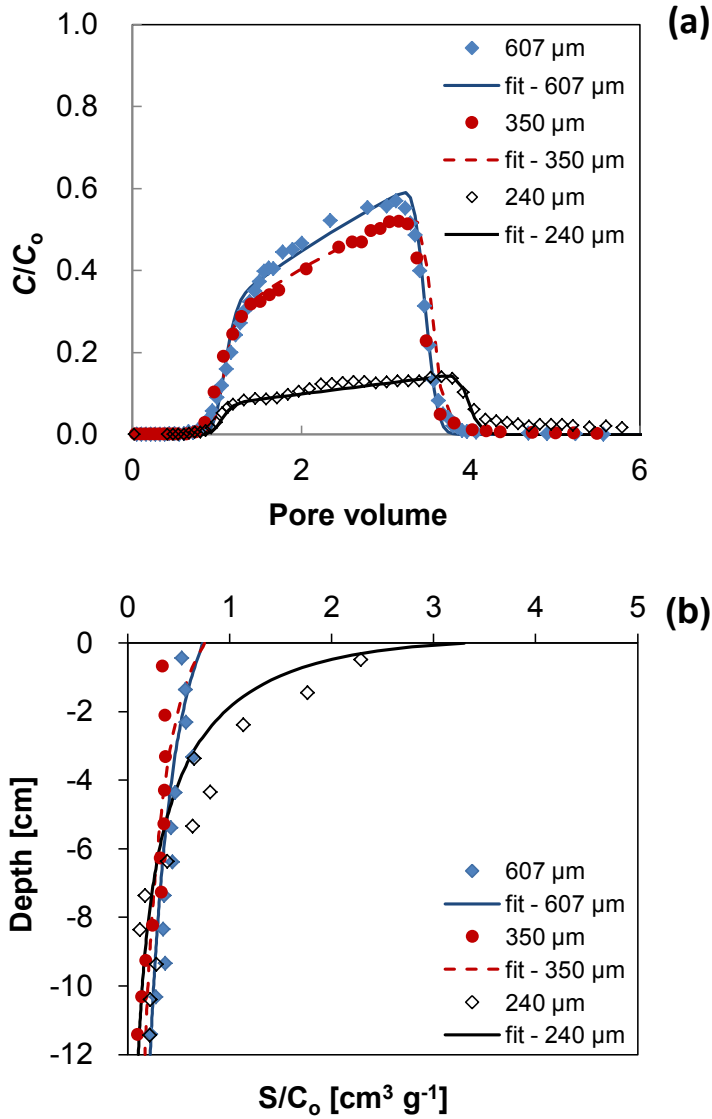 (a)
1.0
0.8
0.6
0.4
0.2
0.0
C/Co
607 µm
fit - 607 µm
350 µm
fit - 350 µm
240 µm
fit - 240 µm
0 2 4 6
Pore volume
(b)
0 1 2 3 4 5
0
-2
-4
-6
-8
-10
-12
Depth [cm]
607 µm
fit - 607 µm
350 µm
fit - 350 µm
240 µm
fit - 240 µm
S/Co [cm³ g⁻¹]